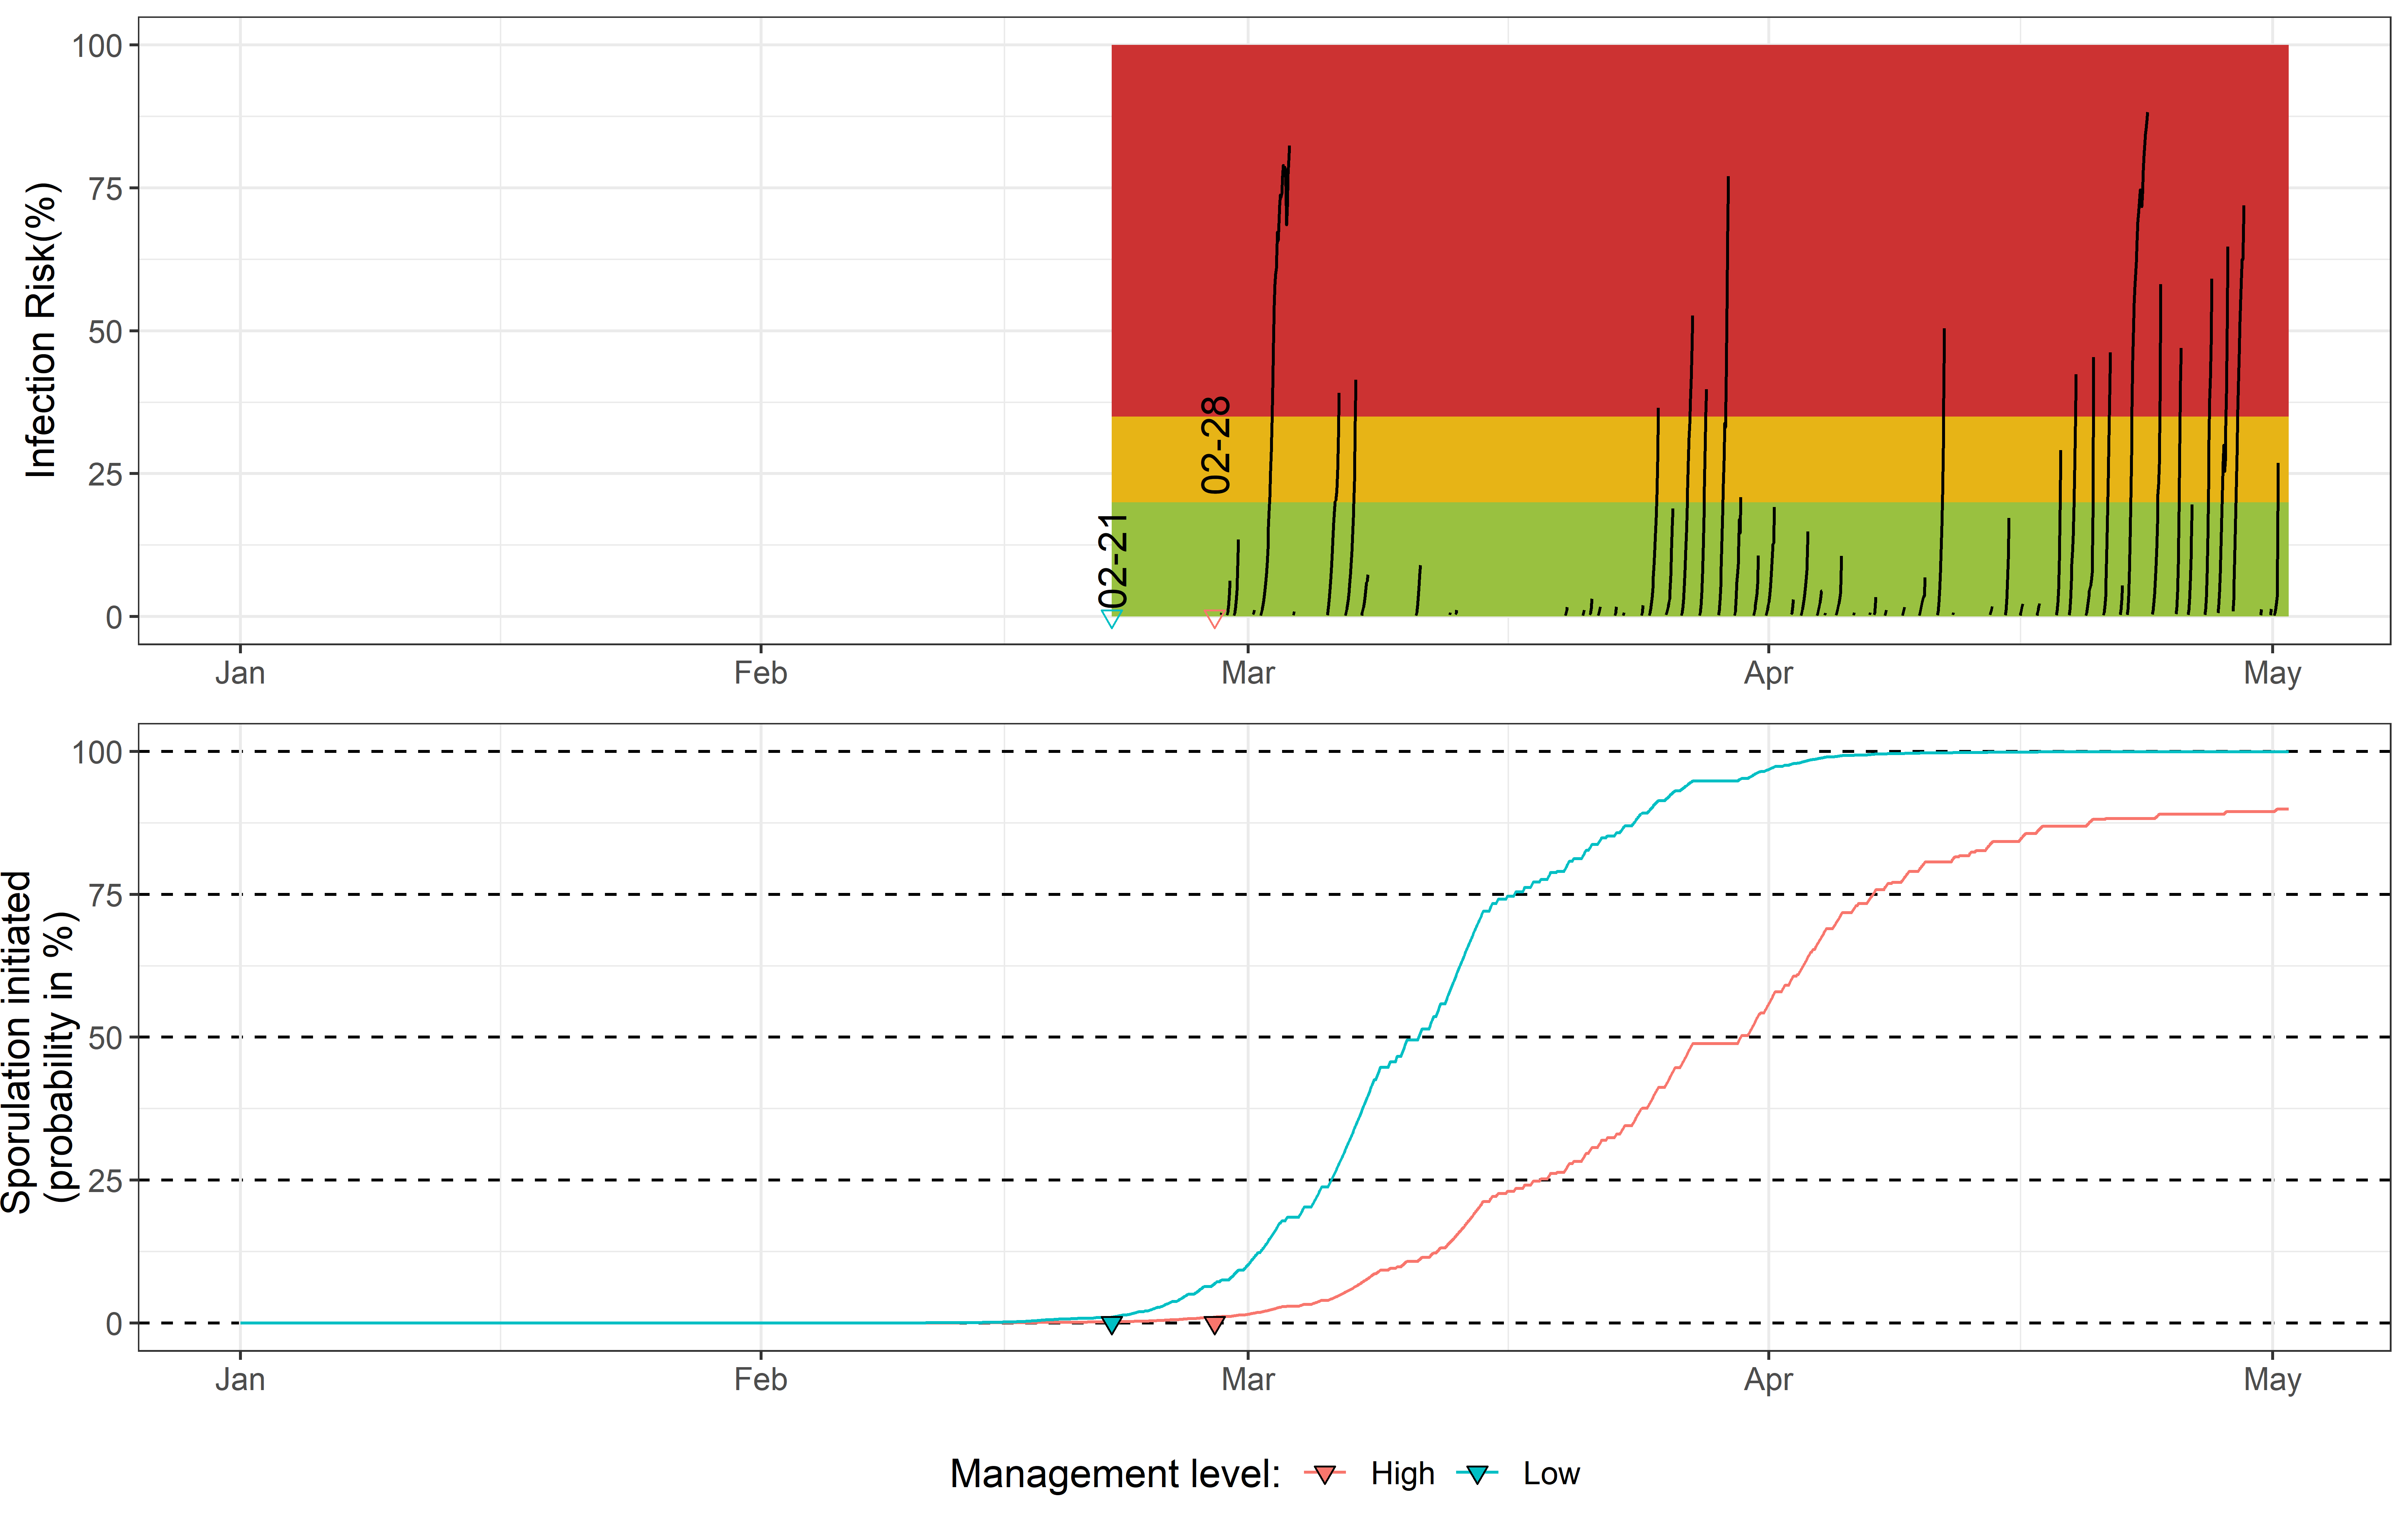 Infection Risk(%)
100
75
50
25
0
02-21
02-28
Jan Feb Mar Apr May
Sporulation initiated
(probability in %)
100
75
50
25
0
Jan Feb Mar Apr May
Management level: High Low